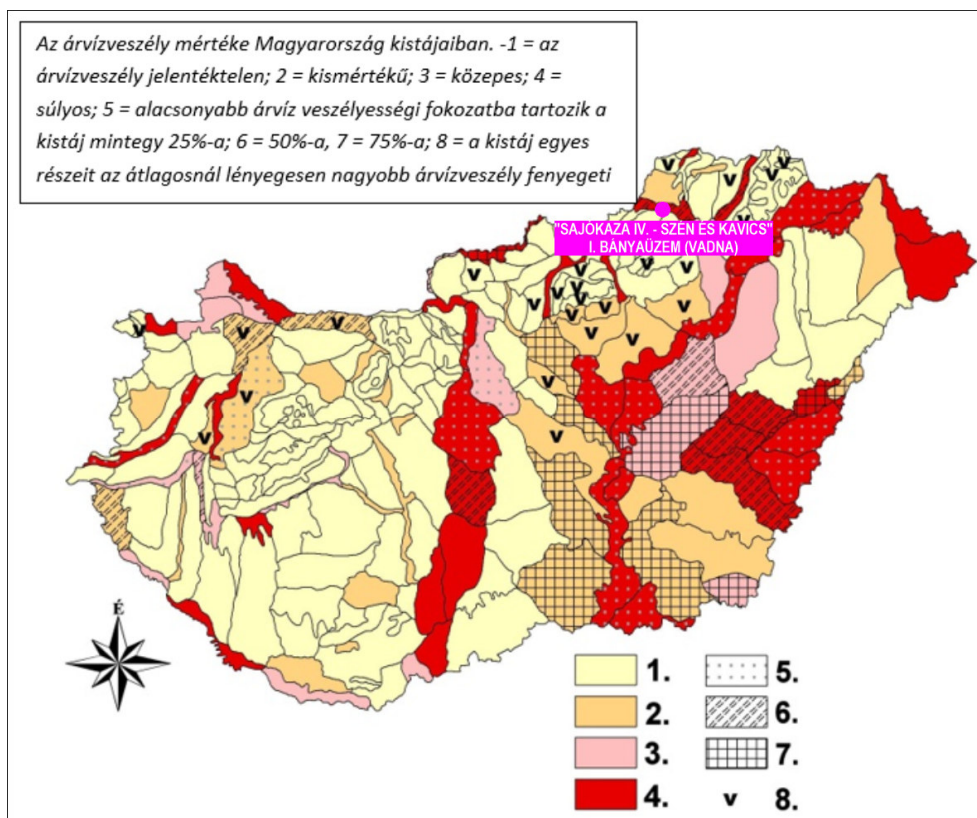 Az árvízveszély mértéke Magyarország kistájaiban. -1 = az
árvízveszély jelentéktelen; 2 = kismértékű; 3 = közepes; 4 =
súlyos; 5 = alacsonyabb árvíz veszélyességi fokozatba tartozik a
kistáj mintegy 25%-a; 6 = 50%-a, 7 = 75%-a; 8 = a kistáj egyes
részeit az átlagosnál lényegesen nagyobb árvízveszély fenyegeti
"SAJÓKAZA IV. - SZÉN ÉS KAVICS"
I. BÁNYAÜZEM (VADNA)
É
1.
2.
3.
4.
5.
6.
7.
v 8.